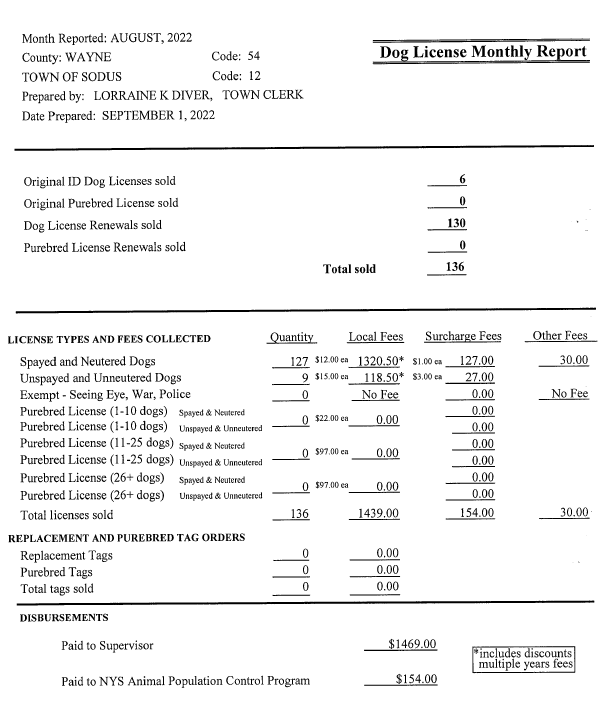 Month Reported: AUGUST, 2022
Dog License Monthly Report
County: WAYNE Code: 54
TOWN OF SODUS Code: 12
Prepared by: LORRAINE K DIVER, TOWN CLERK
Date Prepared: SEPTEMBER 1, 2022
Original ID Dog Licenses sold 6
Original Purebred License sold 0
Dog License Renewals sold 130
Purebred License Renewals sold 0
Total sold 136
LICENSE TYPES AND FEES COLLECTED Quantity Local Fees Surcharge Fees Other Fees
Spayed and Neutered Dogs 127 $12.00 ea 1320.50* $1.00 ea 127.00 30.00
Unspayed and Unneutered Dogs 9 $15.00 ea 118.50* $3.00 ea 27.00
Exempt - Seeing Eye, War, Police 0 No Fee 0.00 No Fee
Purebred License (1-10 dogs) Spayed & Neutered 0.00
0 $22.00 ea 0.00
Purebred License (1-10 dogs) Unspayed & Unneutered 0.00
Purebred License (11-25 dogs) Spayed & Neutered 0.00
0 $97.00 ea 0.00
Purebred License (11-25 dogs) Unspayed & Unneutered 0.00
Purebred License (26+ dogs) Spayed & Neutered 0.00
0 $97.00 ea 0.00
Purebred License (26+ dogs) Unspayed & Unneutered 0.00
Total licenses sold 136 1439.00 154.00 30.00
REPLACEMENT AND PUREBRED TAG ORDERS
Replacement Tags 0 0.00
Purebred Tags 0 0.00
Total tags sold 0 0.00
DISBURSEMENTS
Paid to Supervisor $1469.00
*includes discounts
multiple years fees
Paid to NYS Animal Population Control Program $154.00